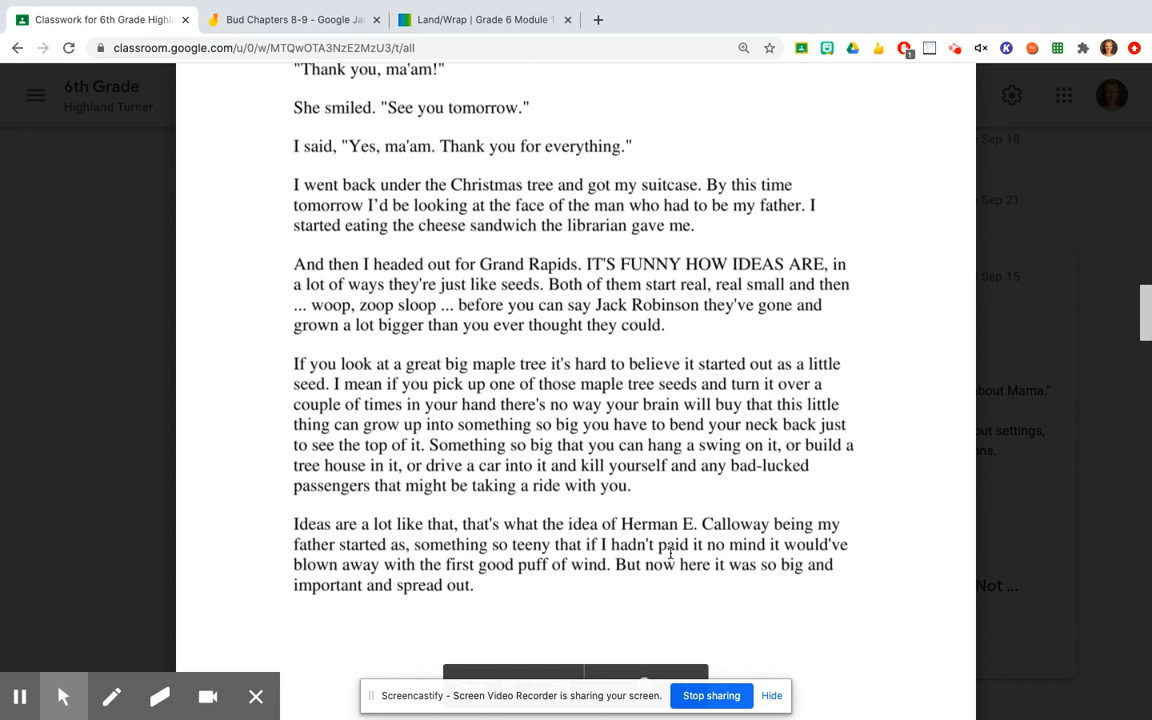 Classwork for 6th Grade Highla
Bud Chapters 8-9 - Google Ja
Land/Wrap | Grade 6 Module 1
classroom.google.com/u/0/w/MTQwOTA3NzE2MzU3/t/all
6th Grade
Highland Turner
"Thank you, ma'am!"
She smiled. "See you tomorrow."
I said, "Yes, ma'am. Thank you for everything."
I went back under the Christmas tree and got my suitcase. By this time
tomorrow I'd be looking at the face of the man who had to be my father. I
started eating the cheese sandwich the librarian gave me.
And then I headed out for Grand Rapids. IT'S FUNNY HOW IDEAS ARE, in
a lot of ways they're just like seeds. Both of them start real, real small and then
... woop, zoop sloop ... before you can say Jack Robinson they've gone and
grown a lot bigger than you ever thought they could.
If you look at a great big maple tree it's hard to believe it started out as a little
seed. I mean if you pick up one of those maple tree seeds and turn it over a
couple of times in your hand there's no way your brain will buy that this little
thing can grow up into something so big you have to bend your neck back just
to see the top of it. Something so big that you can hang a swing on it, or build a
tree house in it, or drive a car into it and kill yourself and any bad-lucked
passengers that might be taking a ride with you.
Ideas are a lot like that, that's what the idea of Herman E. Calloway being my
father started as, something so teeny that if I hadn't paid it no mind it would've
blown away with the first good puff of wind. But now here it was so big and
important and spread out.
Sep 18
Sep 21
Sep 15
bout Mama."
out settings,
ons.
Not ...
Screencastify - Screen Video Recorder is sharing your screen.
Stop sharing
Hide